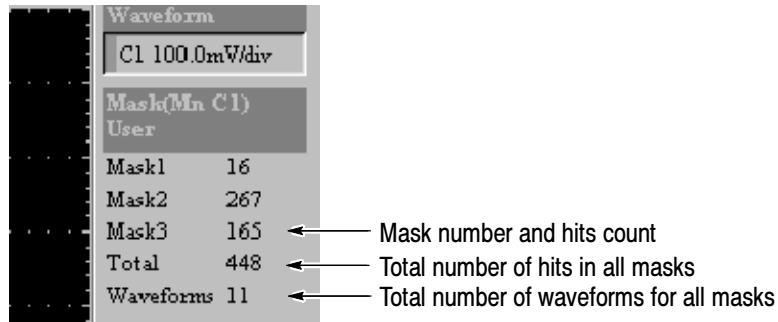 Waveform
C1 100.0mV/div
Mask(Mn C1)
User
Mask1 16
Mask2 267
Mask3 165
Mask number and hits count
Total 448
Total number of hits in all masks
Waveforms 11
Total number of waveforms for all masks